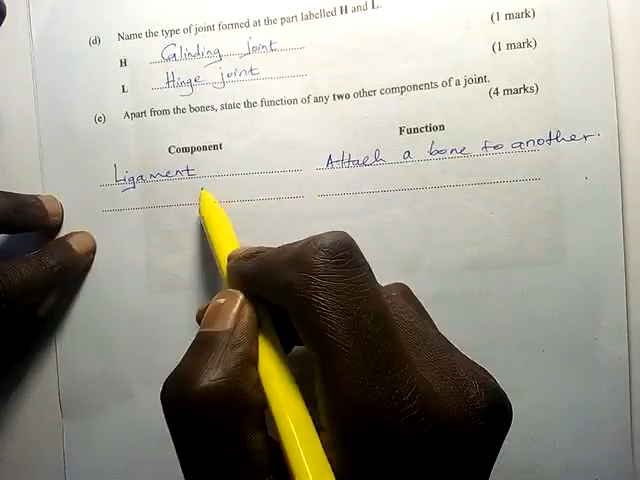 (d) Name the type of joint formed at the part labelled H and L.
H Glinding joint (1 mark)
L Hinge joint (1 mark)
(e) Apart from the bones, state the function of any two other components of a joint.
(4 marks)
Component Function
Ligament Attach a bone to another.